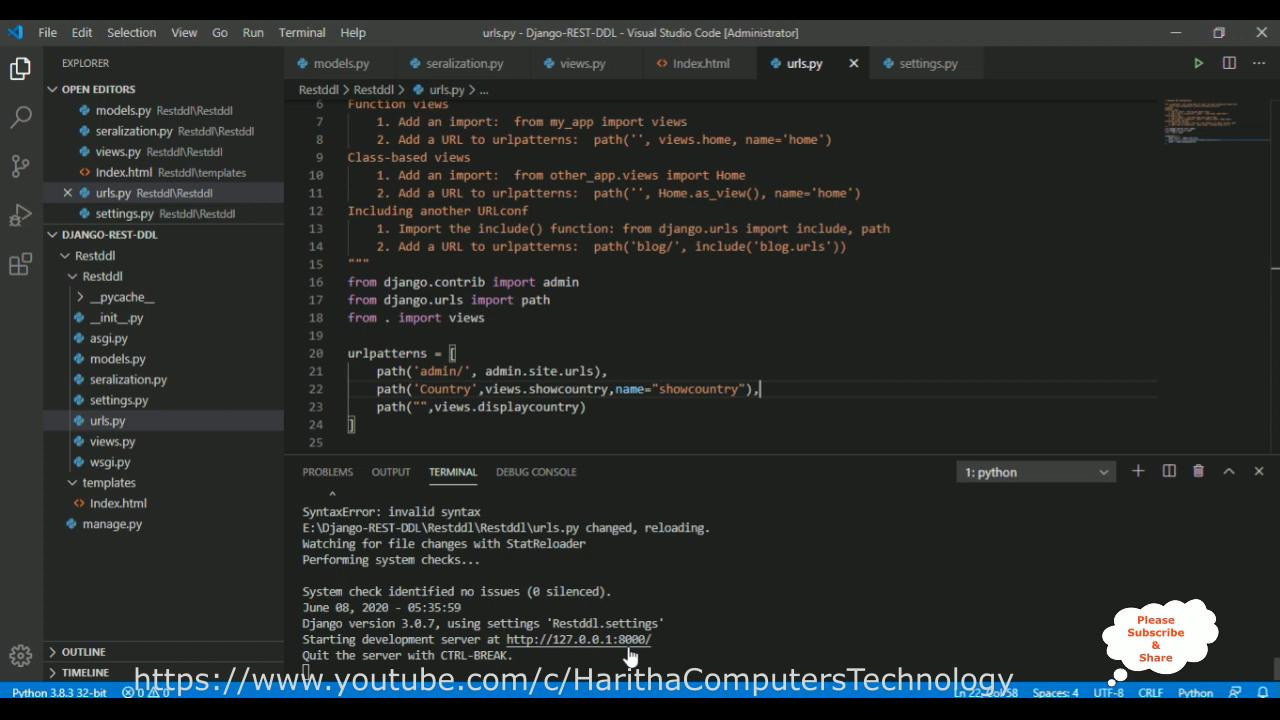 File Edit Selection View Go Run Terminal Help
urls.py - Django-REST-DDL - Visual Studio Code [Administrator]
EXPLORER
OPEN EDITORS
models.py Restddl\Restddl
seralization.py Restddl\Restddl
views.py Restddl\Restddl
Index.html Restddl\templates
urls.py Restddl\Restddl
settings.py Restddl\Restddl
DJANGO-REST-DDL
Restddl
Restddl
__pycache__
__init__.py
asgi.py
models.py
seralization.py
settings.py
urls.py
views.py
wsgi.py
templates
Index.html
manage.py
OUTLINE
TIMELINE
models.py seralization.py views.py Index.html urls.py settings.py
Restddl > Restddl > urls.py > ...
6 Function views
7 1. Add an import: from my_app import views
8 2. Add a URL to urlpatterns: path('', views.home, name='home')
9 Class-based views
10 1. Add an import: from other_app.views import Home
11 2. Add a URL to urlpatterns: path('', Home.as_view(), name='home')
12 Including another URLconf
13 1. Import the include() function: from django.urls import include, path
14 2. Add a URL to urlpatterns: path('blog/', include('blog.urls'))
15 """
16 from django.contrib import admin
17 from django.urls import path
18 from . import views
19
20 urlpatterns = [
21 path('admin/', admin.site.urls),
22 path('Country',views.showcountry,name="showcountry"),
23 path("",views.displaycountry)
24 ]
25
PROBLEMS OUTPUT TERMINAL DEBUG CONSOLE
1: python
^
SyntaxError: invalid syntax
E:\Django-REST-DDL\Restddl\Restddl\urls.py changed, reloading.
Watching for file changes with StatReloader
Performing system checks...
System check identified no issues (0 silenced).
June 08, 2020 - 05:35:59
Django version 3.0.7, using settings 'Restddl.settings'
Starting development server at http://127.0.0.1:8000/
Quit the server with CTRL-BREAK.
Please
Subscribe
&
Share
https://www.youtube.com/c/HarithaComputersTechnology
Python 3.8.3 32-bit 0 0 Ln 22, Col 58 Spaces: 4 UTF-8 CRLF Python